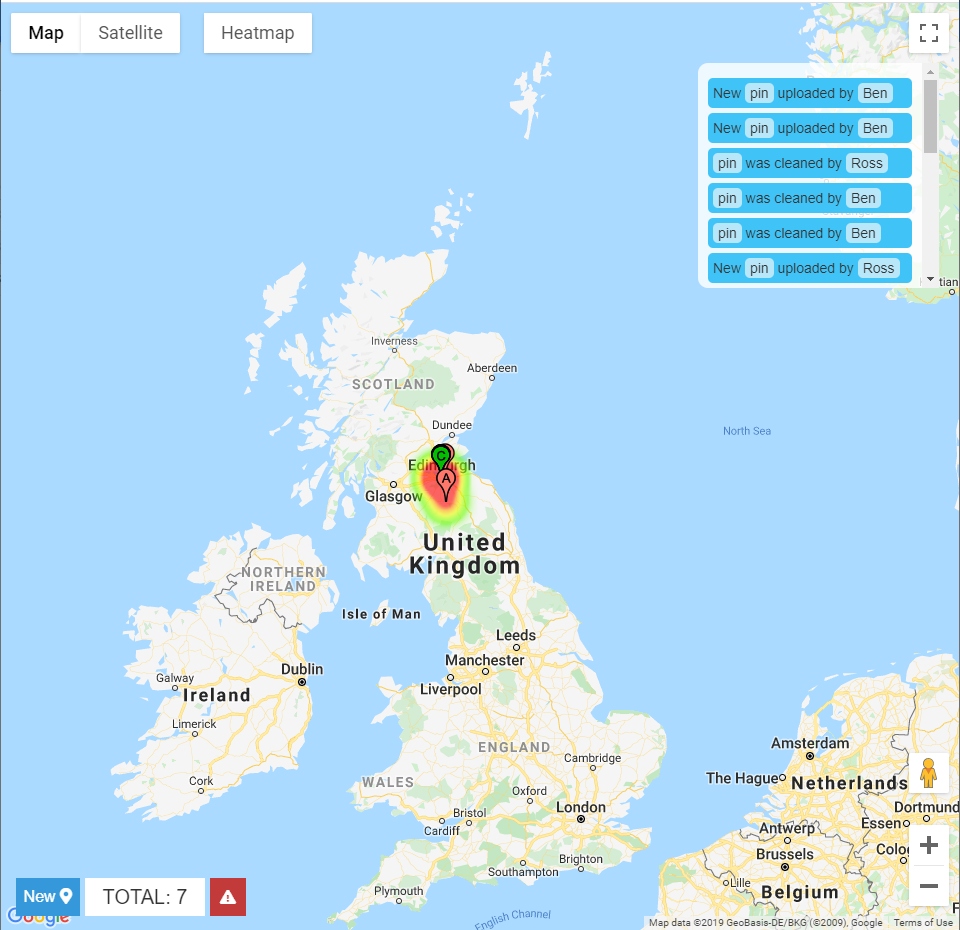 Map
Satellite
Heatmap
New pin uploaded by Ben
New pin uploaded by Ben
pin was cleaned by Ross
pin was cleaned by Ben
pin was cleaned by Ben
New pin uploaded by Ross
Inverness
Aberdeen
SCOTLAND
Dundee
North Sea
C
Edinburgh
A
Glasgow
United
Kingdom
NORTHERN
IRELAND
Isle of Man
Leeds
Manchester
Dublin
Galway
Liverpool
Ireland
Limerick
ENGLAND
Amsterdam
Cambridge
WALES
The Hague
Netherlands
Cork
Oxford
London
Dortmund
Bristol
Essen
Cardiff
Antwerp
Brighton
Brussels
Southampton
Lille
Plymouth
Belgium
New
TOTAL: 7
English Channel
Google
Map data ©2019 GeoBasis-DE/BKG (©2009), Google
Terms of Use